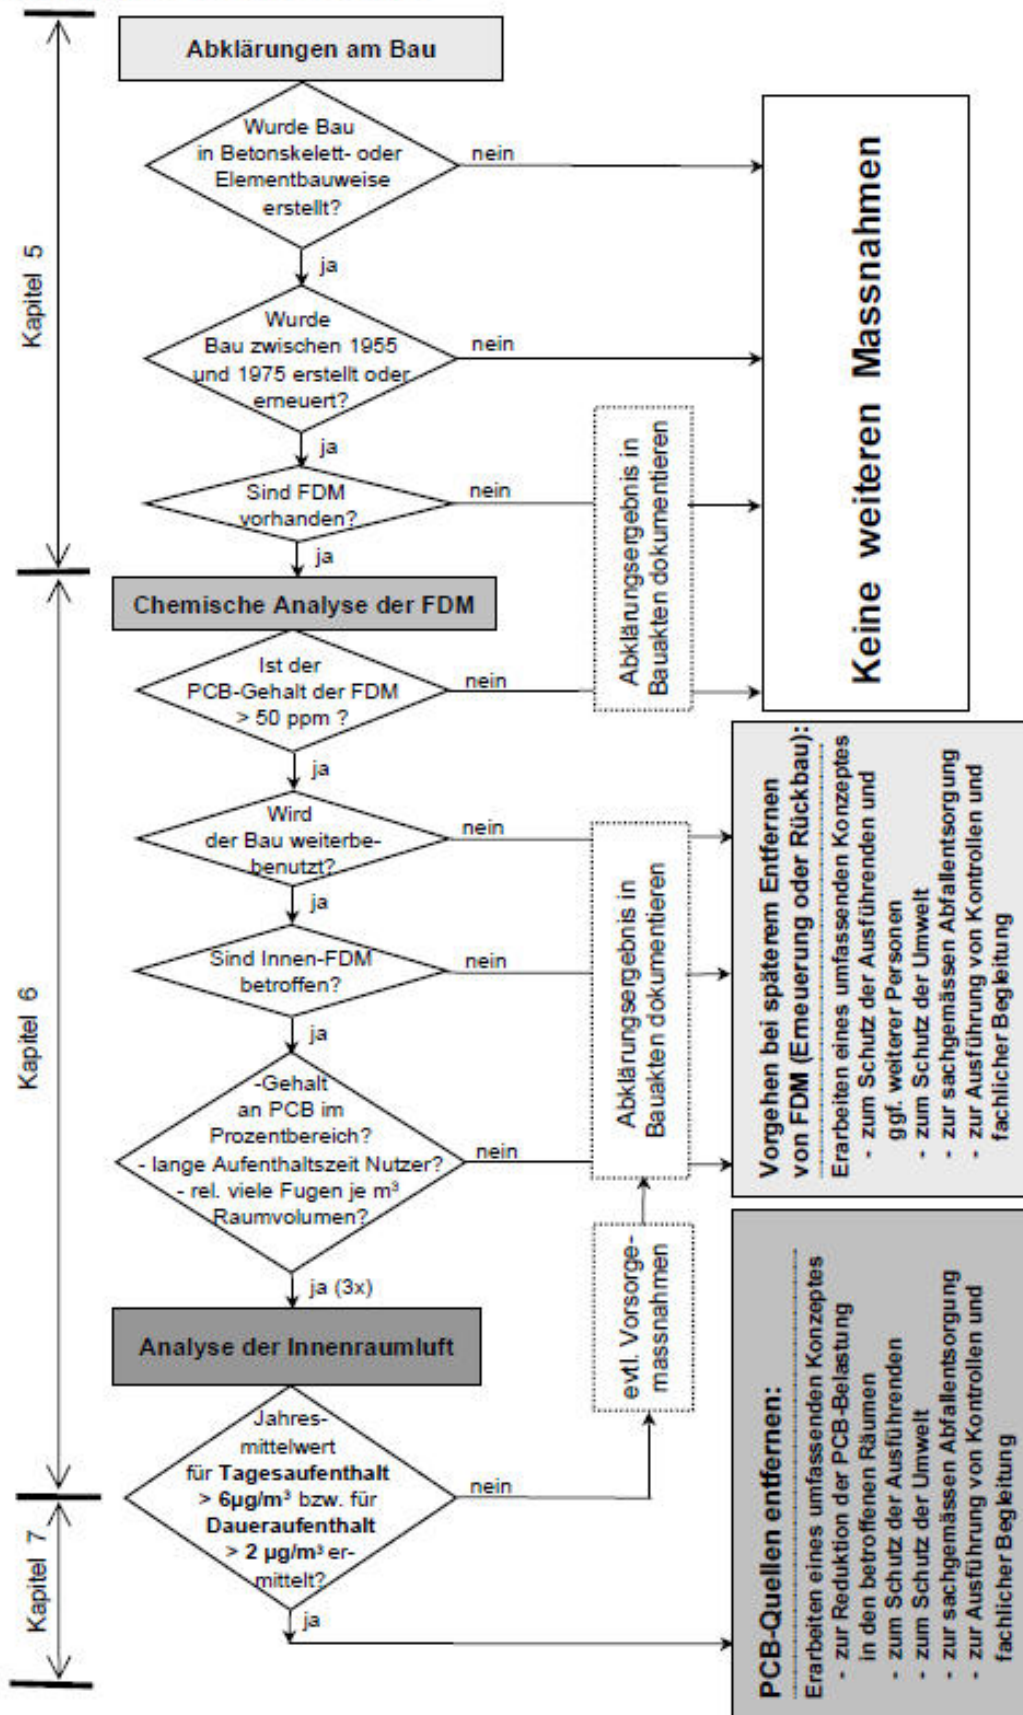 Kapitel 5
Abklärungen am Bau
Wurde Bau
in Betonskelett- oder
Elementbauweise
erstellt?
nein
ja
Wurde
Bau zwischen 1955
und 1975 erstellt oder
erneuert?
nein
ja
Sind FDM
vorhanden?
nein
ja
Abklärungsergebnis in
Bauakten dokumentieren
Keine weiteren Massnahmen
Kapitel 6
Chemische Analyse der FDM
Ist der
PCB-Gehalt der FDM
> 50 ppm ?
nein
ja
Wird
der Bau weiterbe-
benutzt?
nein
ja
Sind Innen-FDM
betroffen?
nein
ja
-Gehalt
an PCB im
Prozentbereich?
- lange Aufenthaltszeit Nutzer?
- rel. viele Fugen je m³
Raumvolumen?
nein
ja (3x)
Abklärungsergebnis in
Bauakten dokumentieren
Vorgehen bei späterem Entfernen
von FDM (Erneuerung oder Rückbau):
Erarbeiten eines umfassenden Konzeptes
- zum Schutz der Ausführenden und
ggf. weiterer Personen
- zum Schutz der Umwelt
- zur sachgemässen Abfallentsorgung
- zur Ausführung von Kontrollen und
fachlicher Begleitung
Analyse der Innenraumluft
evtl. Vorsorge-
massnahmen
Kapitel 7
Jahres-
mittelwert
für Tagesaufenthalt
> 6µg/m³ bzw. für
Daueraufenthalt
> 2 µg/m³ er-
mittelt?
nein
ja
PCB-Quellen entfernen:
Erarbeiten eines umfassenden Konzeptes
- zur Reduktion der PCB-Belastung
in den betroffenen Räumen
- zum Schutz der Ausführenden
- zum Schutz der Umwelt
- zur sachgemässen Abfallentsorgung
- zur Ausführung von Kontrollen und
fachlicher Begleitung